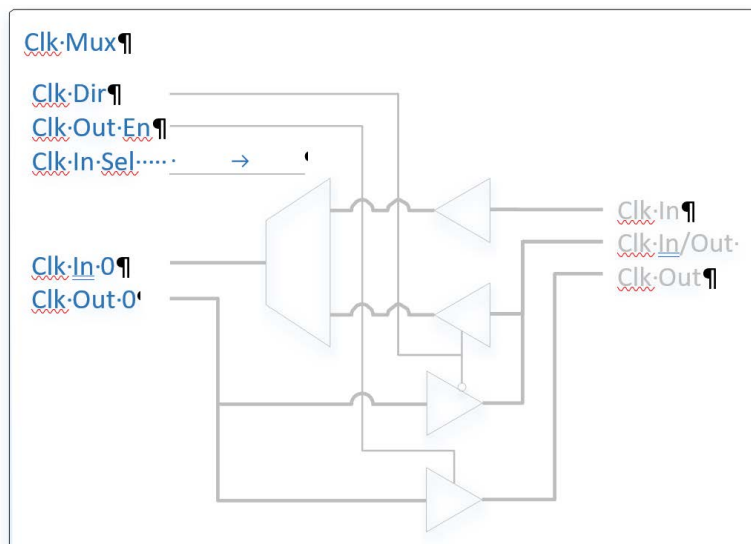 Clk Mux¶
Clk Dir¶
Clk Out En¶
Clk In Sel
Clk In 0¶
Clk Out 0
Clk In¶
Clk In/Out
Clk Out¶